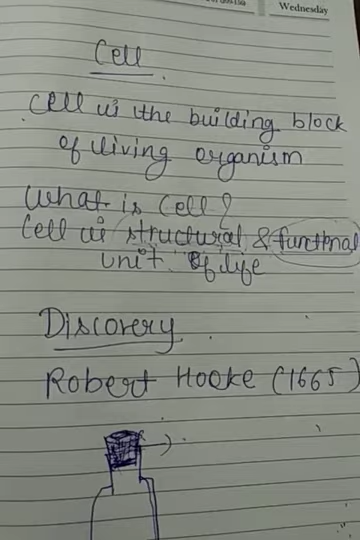 Wednesday
Cell
Cell is the building block
of living organism
What is Cell?
Cell is structural & functional
unit of life
Discovery
Robert Hooke (1665)